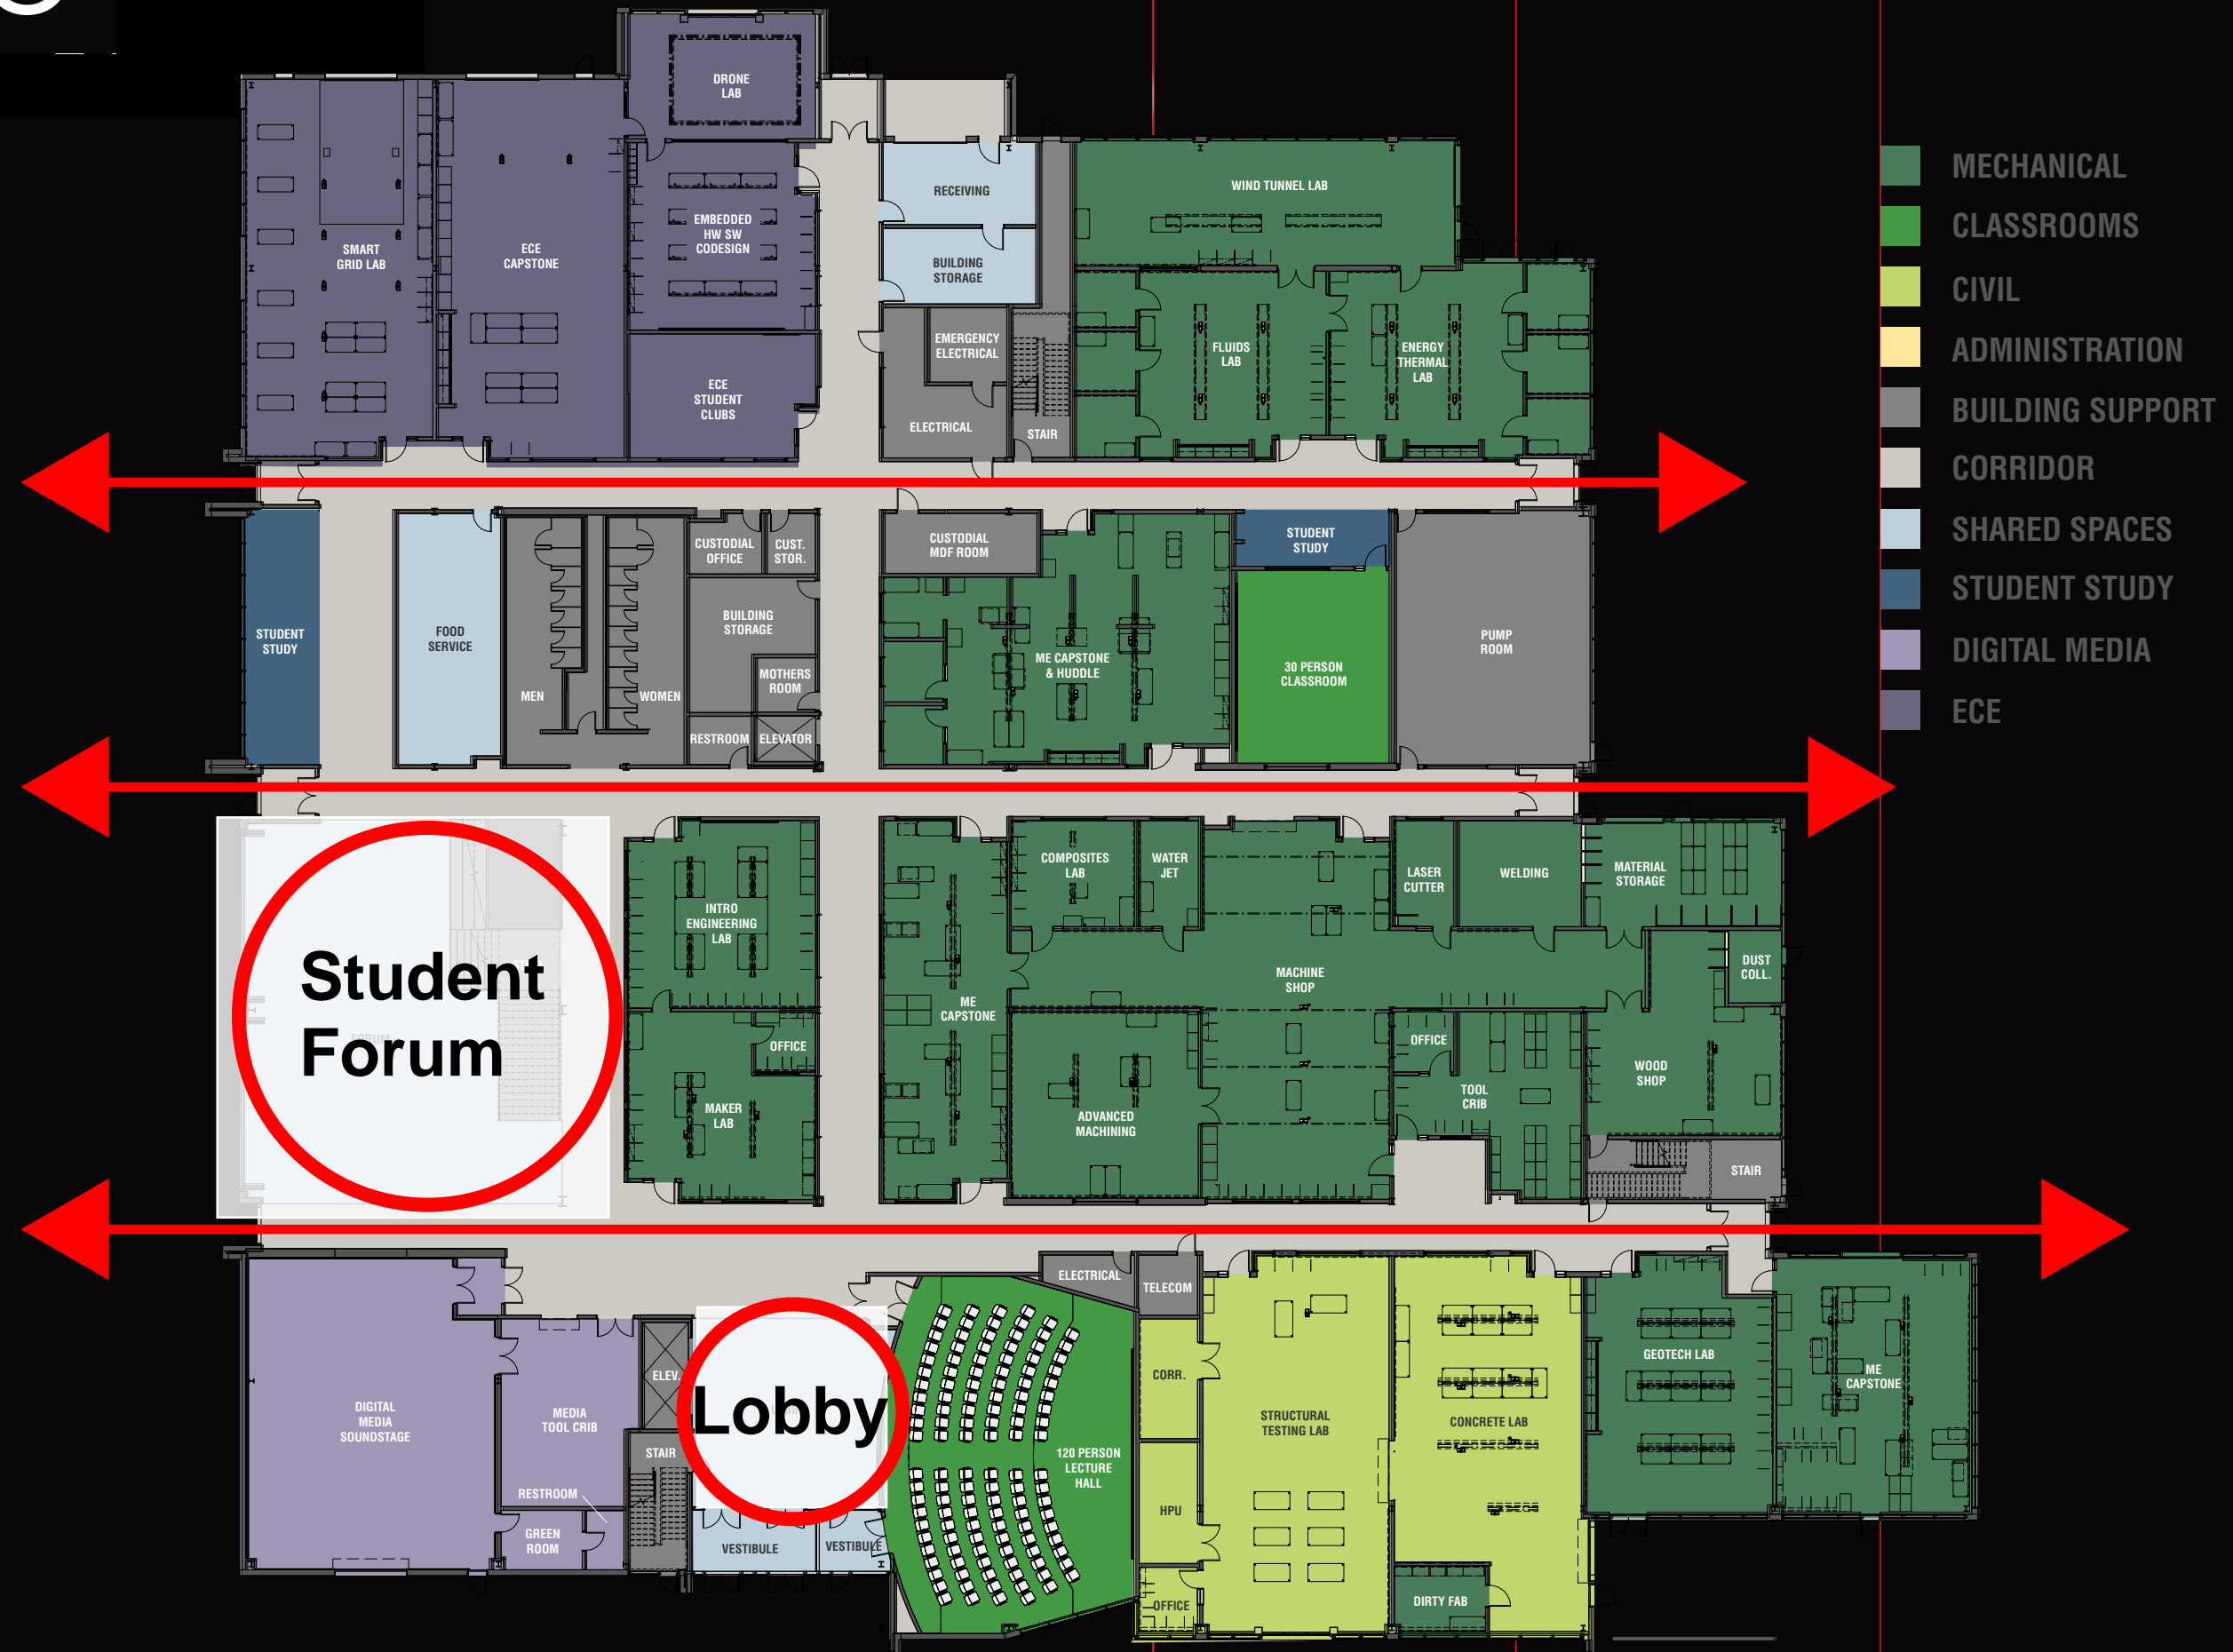 DRONE
LAB
SMART
GRID LAB
ECE
CAPSTONE
EMBEDDED
HW SW
CODESIGN
ECE
STUDENT
CLUBS
RECEIVING
BUILDING
STORAGE
EMERGENCY
ELECTRICAL
ELECTRICAL
STAIR
WIND TUNNEL LAB
FLUIDS
LAB
ENERGY
THERMAL
LAB
MECHANICAL
CLASSROOMS
CIVIL
ADMINISTRATION
BUILDING SUPPORT
CORRIDOR
SHARED SPACES
STUDENT STUDY
DIGITAL MEDIA
ECE
STUDENT
STUDY
FOOD
SERVICE
MEN
WOMEN
CUSTODIAL
OFFICE
CUST.
STOR.
BUILDING
STORAGE
MOTHERS
ROOM
RESTROOM
ELEVATOR
CUSTODIAL
MDF ROOM
ME CAPSTONE
& HUDDLE
STUDENT
STUDY
30 PERSON
CLASSROOM
PUMP
ROOM
Student
Forum
INTRO
ENGINEERING
LAB
OFFICE
MAKER
LAB
ME
CAPSTONE
COMPOSITES
LAB
WATER
JET
MACHINE
SHOP
ADVANCED
MACHINING
LASER
CUTTER
WELDING
MATERIAL
STORAGE
DUST
COLL.
OFFICE
TOOL
CRIB
WOOD
SHOP
STAIR
DIGITAL
MEDIA
SOUNDSTAGE
MEDIA
TOOL CRIB
RESTROOM
GREEN
ROOM
ELEV.
STAIR
Lobby
VESTIBULE
VESTIBULE
ELECTRICAL
TELECOM
120 PERSON
LECTURE
HALL
CORR.
HPU
OFFICE
STRUCTURAL
TESTING LAB
CONCRETE LAB
DIRTY FAB
GEOTECH LAB
ME
CAPSTONE